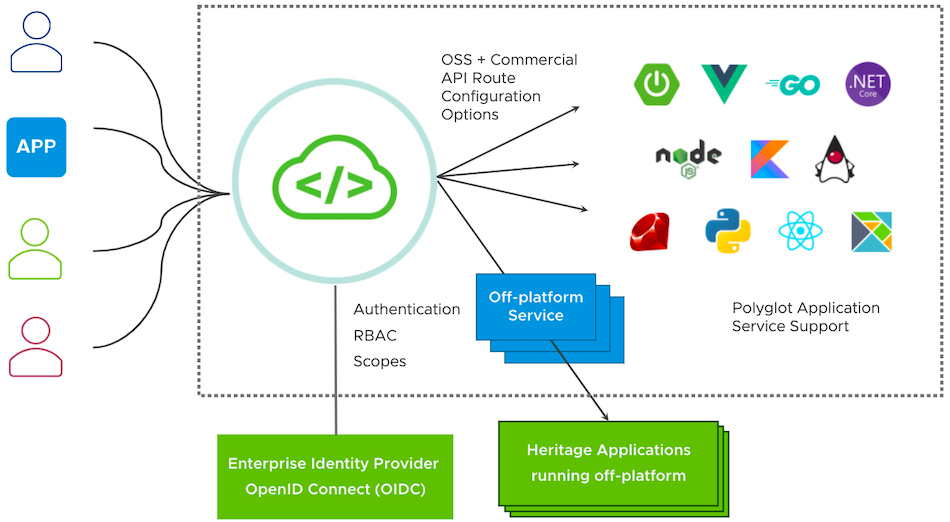 APP
</>
OSS + Commercial
API Route
Configuration
Options
GO
.NET
Core
node
JS
Authentication
RBAC
Scopes
Off-platform
Service
Polyglot Application
Service Support
Enterprise Identity Provider
OpenID Connect (OIDC)
Heritage Applications
running off-platform